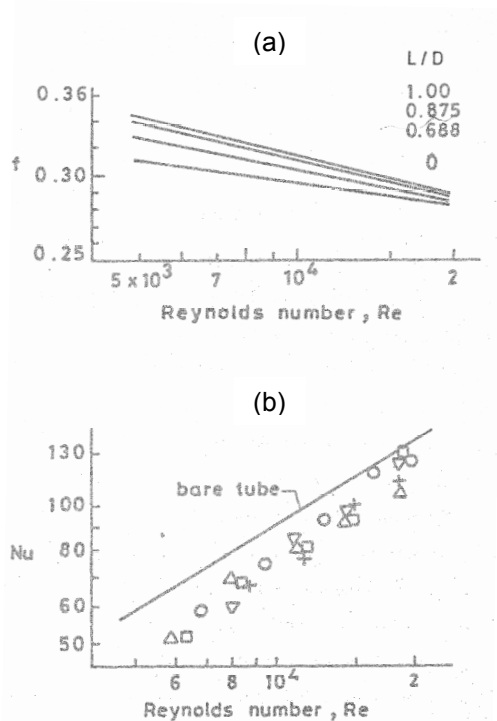 (a)
L/D
1.00
0.875
0.688
0
0.36
f
0.30
0.25
5×10³ 7 10⁴ 2
Reynolds number, Re
(b)
130
bare tube
100
Nu
80
60
50
6 8 10⁴ 2
Reynolds number, Re